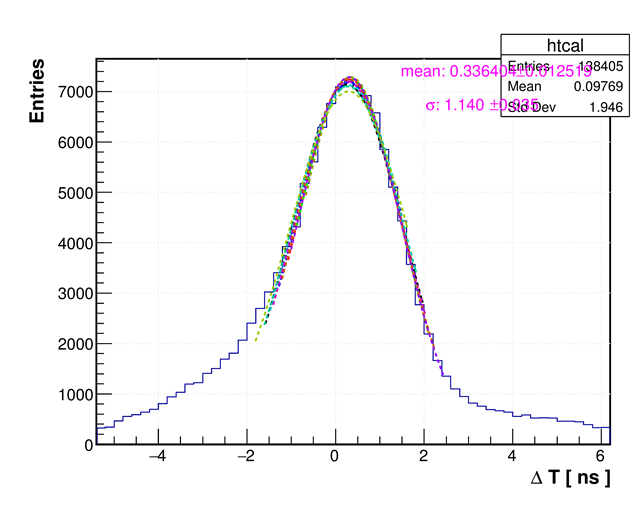 htcal
Entries 138405
mean: 0.336404±0.012519
Mean 0.09769
σ: 1.140 ±
Std Dev 1.946
Entries
7000
6000
5000
4000
3000
2000
1000
0
−4 −2 0 2 4 6
Δ T [ ns ]